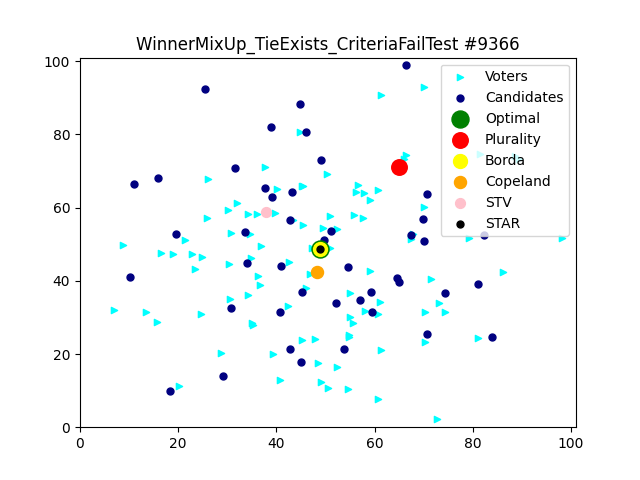 WinnerMixUp_TieExists_CriteriaFailTest #9366
100
80
60
40
20
0
0
20
40
60
80
100
Voters
Candidates
Optimal
Plurality
Borda
Copeland
STV
STAR